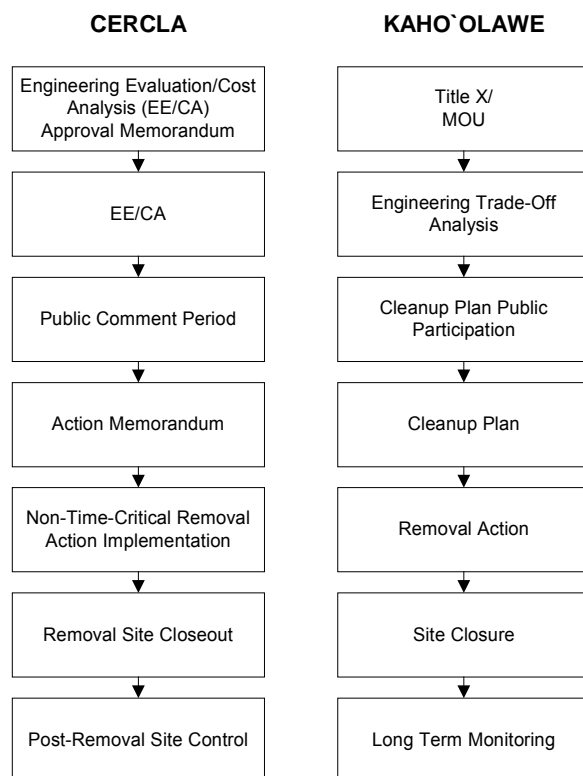 CERCLA
Engineering Evaluation/Cost
Analysis (EE/CA)
Approval Memorandum
EE/CA
Public Comment Period
Action Memorandum
Non-Time-Critical Removal
Action Implementation
Removal Site Closeout
Post-Removal Site Control
KAHO`OLAWE
Title X/
MOU
Engineering Trade-Off
Analysis
Cleanup Plan Public
Participation
Cleanup Plan
Removal Action
Site Closure
Long Term Monitoring